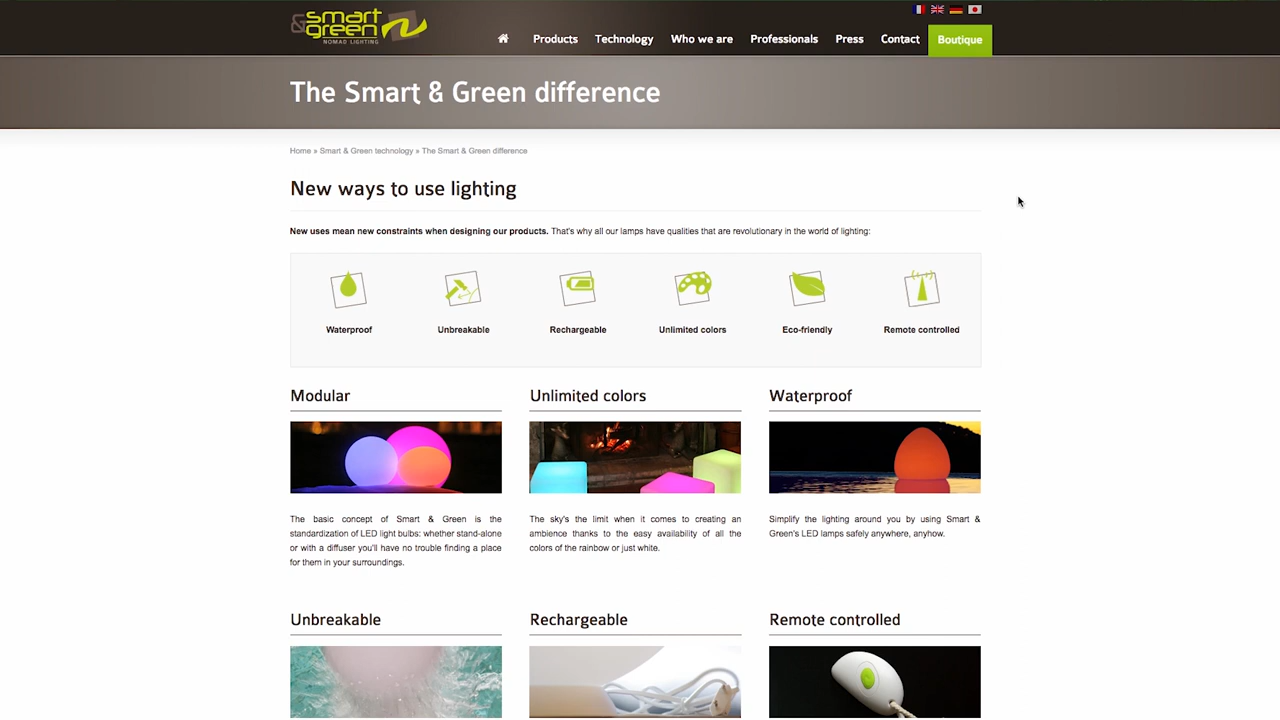 smart
&green
NOMAD LIGHTING
Products Technology Who we are Professionals Press Contact Boutique
The Smart & Green difference
Home » Smart & Green technology » The Smart & Green difference
New ways to use lighting
New uses mean new constraints when designing our products. That's why all our lamps have qualities that are revolutionary in the world of lighting:
Waterproof Unbreakable Rechargeable Unlimited colors Eco-friendly Remote controlled
Modular
The basic concept of Smart & Green is the
standardization of LED light bulbs: whether stand-alone
or with a diffuser you'll have no trouble finding a place
for them in your surroundings.
Unlimited colors
The sky's the limit when it comes to creating an
ambience thanks to the easy availability of all the
colors of the rainbow or just white.
Waterproof
Simplify the lighting around you by using Smart &
Green's LED lamps safely anywhere, anyhow.
Unbreakable
Rechargeable
Remote controlled